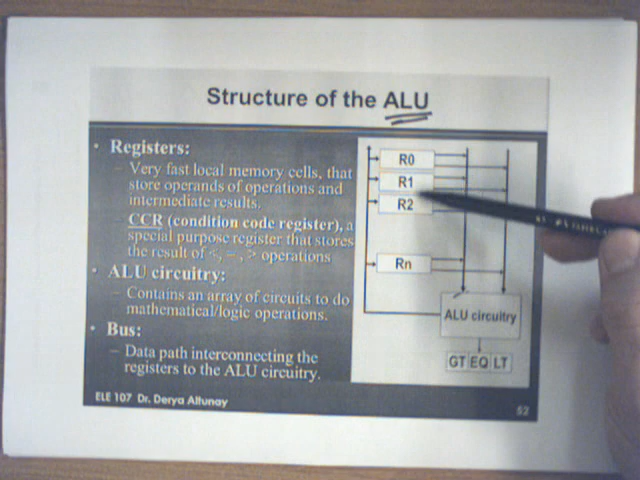 Structure of the ALU
• Registers:
– Very fast local memory cells, that
store operands of operations and
intermediate results.
– CCR (condition code register), a
special purpose register that stores
the result of <, =, > operations
• ALU circuitry:
– Contains an array of circuits to do
mathematical/logic operations.
• Bus:
– Data path interconnecting the
registers to the ALU circuitry.
R0
R1
R2
Rn
ALU circuitry
GT EQ LT
ELE 107 Dr. Derya Altunay
52